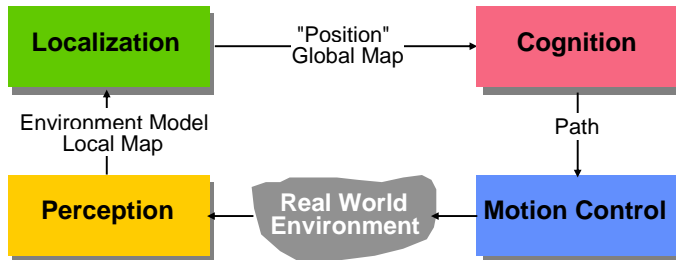 Localization
"Position"
Global Map
Cognition
Environment Model
Local Map
Path
Perception
Real World
Environment
Motion Control